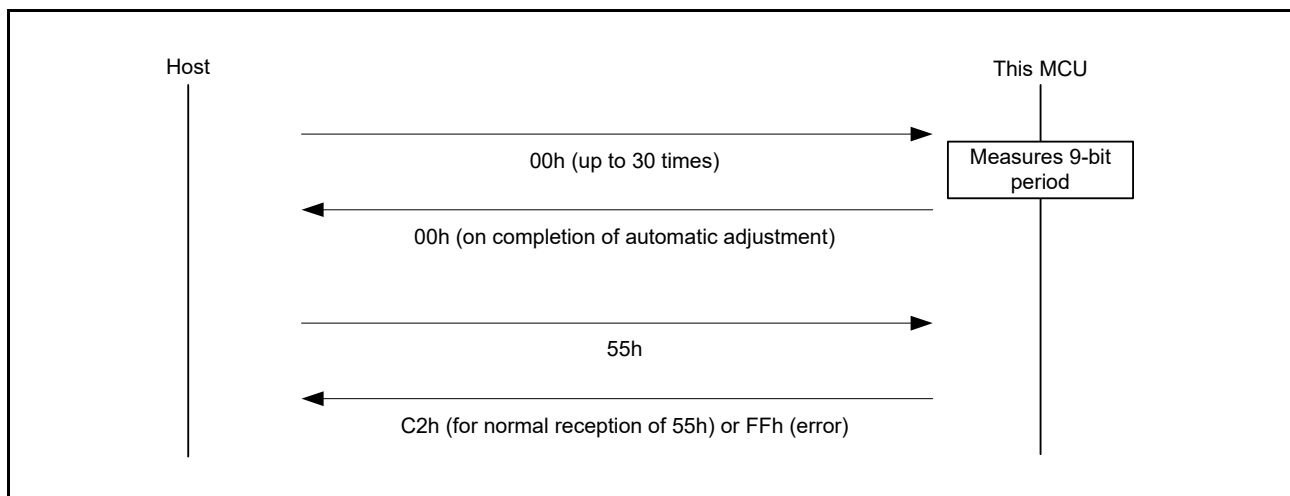 Host
This MCU
00h (up to 30 times)
Measures 9-bit
period
00h (on completion of automatic adjustment)
55h
C2h (for normal reception of 55h) or FFh (error)